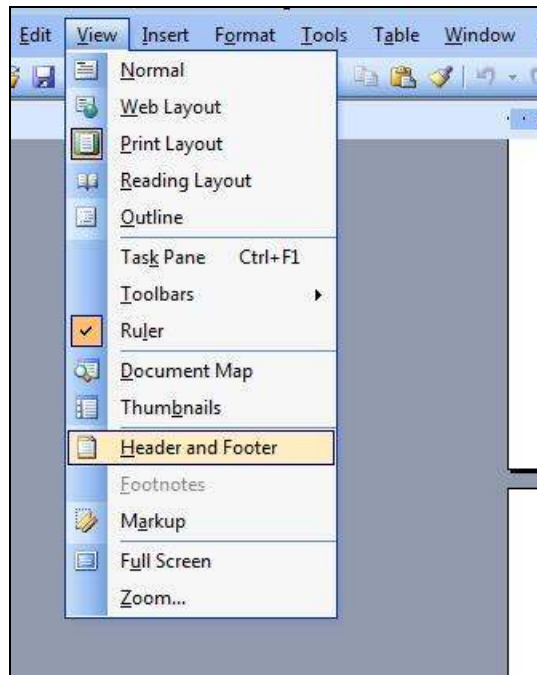 Edit View Insert Format Tools Table Window
Normal
Web Layout
Print Layout
Reading Layout
Outline
Task Pane Ctrl+F1
Toolbars
Ruler
Document Map
Thumbnails
Header and Footer
Footnotes
Markup
Full Screen
Zoom...